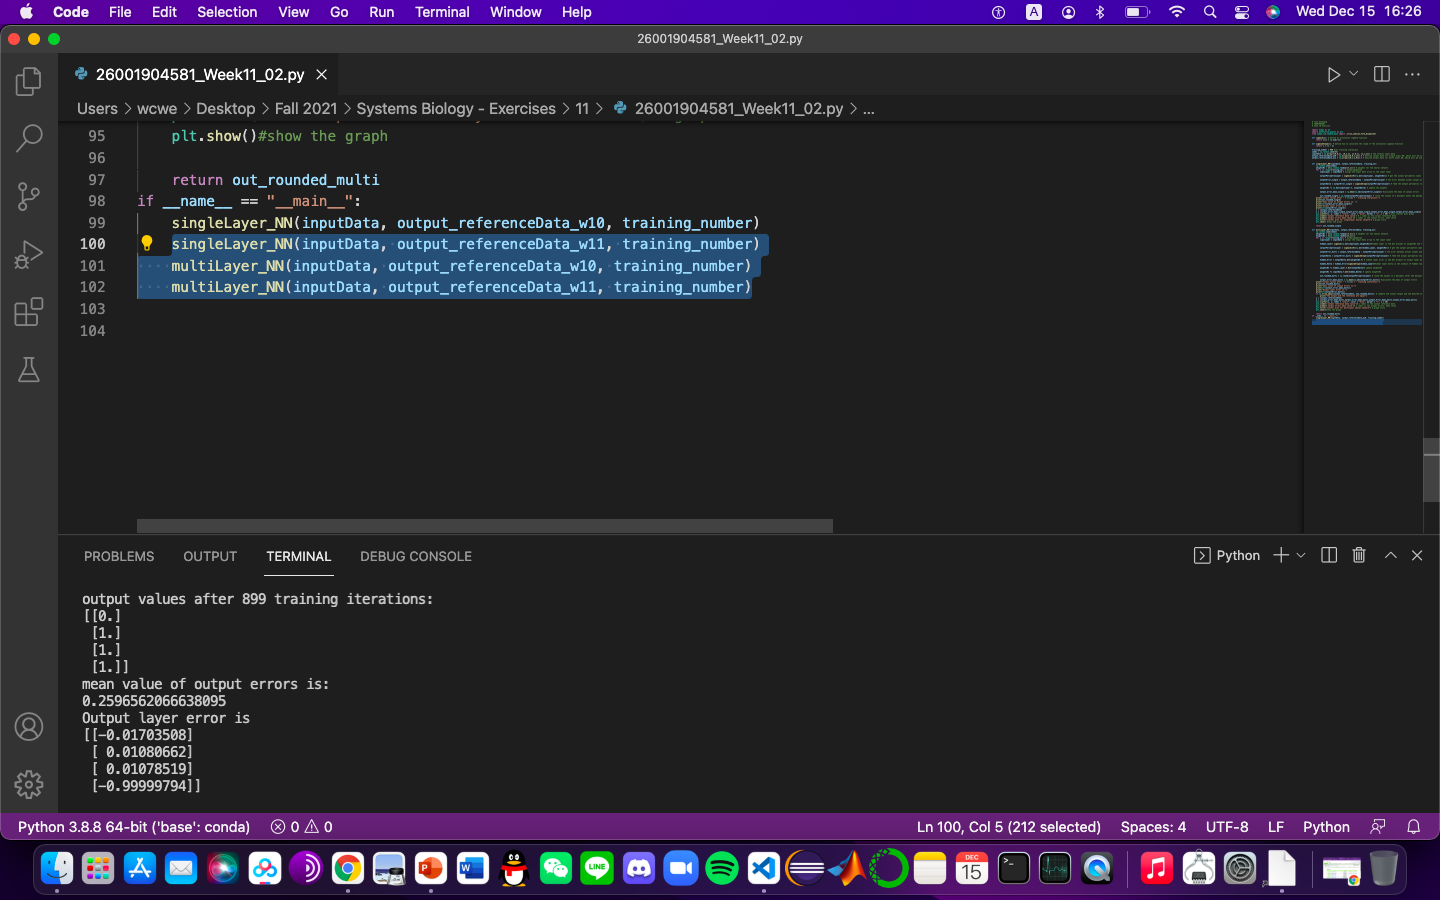 Code File Edit Selection View Go Run Terminal Window Help A Wed Dec 15 16:26
26001904581_Week11_02.py
26001904581_Week11_02.py
Users > wcwe > Desktop > Fall 2021 > Systems Biology - Exercises > 11 > 26001904581_Week11_02.py > ...
95 plt.show()#show the graph
96
97 return out_rounded_multi
98 if __name__ == "__main__":
99 singleLayer_NN(inputData, output_referenceData_w10, training_number)
100 singleLayer_NN(inputData, output_referenceData_w11, training_number)
101 multiLayer_NN(inputData, output_referenceData_w10, training_number)
102 multiLayer_NN(inputData, output_referenceData_w11, training_number)
103
104
PROBLEMS OUTPUT TERMINAL DEBUG CONSOLE Python
output values after 899 training iterations:
[[0.]
[1.]
[1.]
[1.]]
mean value of output errors is:
0.2596562066638095
Output layer error is
[[-0.01703508]
[ 0.01080662]
[ 0.01078519]
[-0.99999794]]
Python 3.8.8 64-bit ('base': conda) 0 0 Ln 100, Col 5 (212 selected) Spaces: 4 UTF-8 LF Python
DEC
15